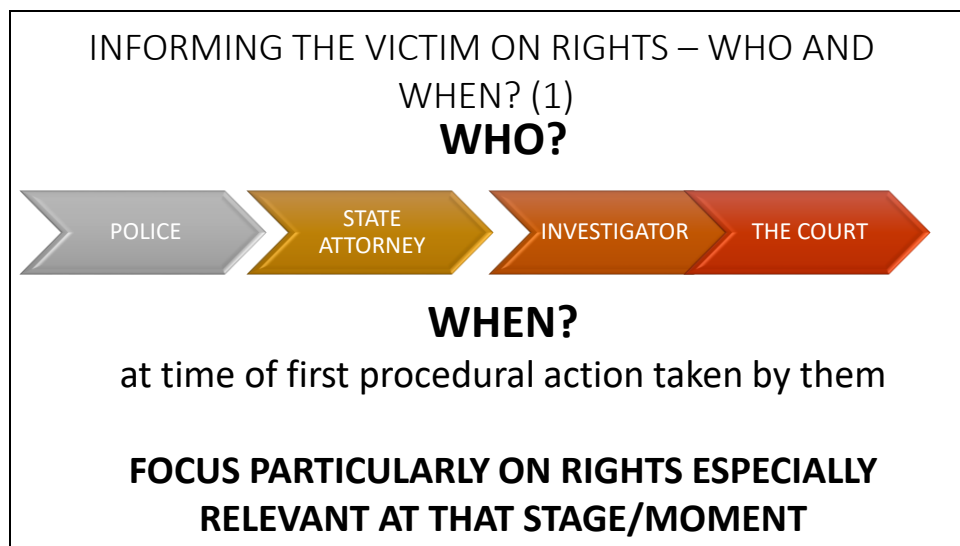 INFORMING THE VICTIM ON RIGHTS – WHO AND
WHEN? (1)
WHO?
POLICE
STATE
ATTORNEY
INVESTIGATOR
THE COURT
WHEN?
at time of first procedural action taken by them
FOCUS PARTICULARLY ON RIGHTS ESPECIALLY
RELEVANT AT THAT STAGE/MOMENT